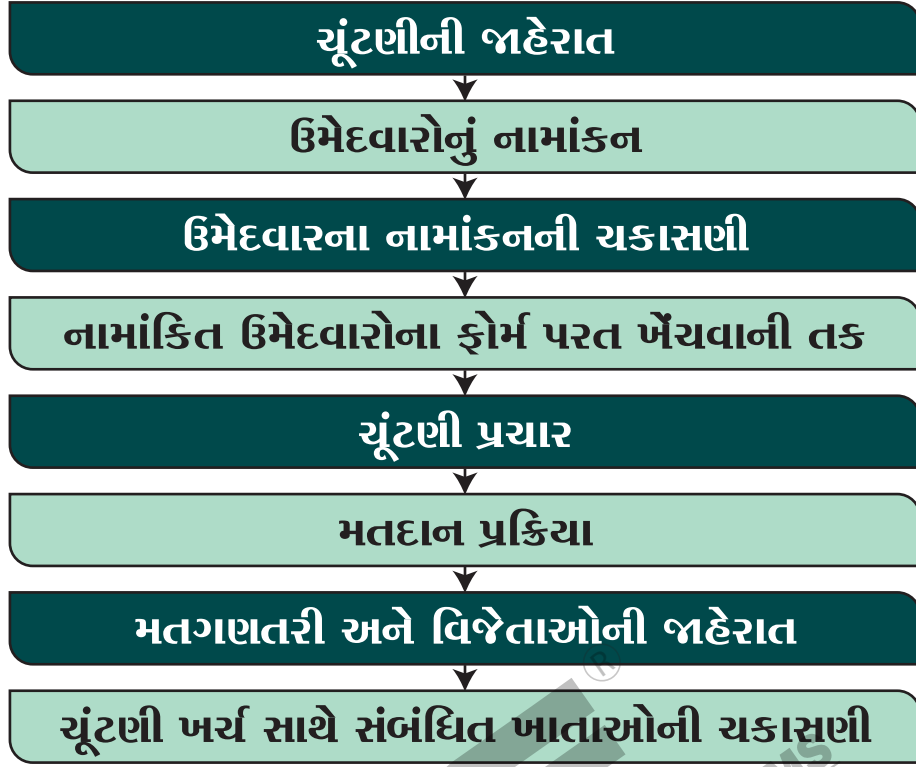 ચૂંટણીની જાહેરાત
ઉમેદવારોનું નામાંકન
ઉમેદવારના નામાંકનની ચકાસણી
નામાંકિત ઉમેદવારોના ફોર્મ પરત ખેંચવાની તક
ચૂંટણી પ્રચાર
મતદાન પ્રક્રિયા
મતગણતરી અને વિજેતાઓની જાહેરાત
ચૂંટણી ખર્ચ સાથે સંબંધિત ખાતાઓની ચકાસણી